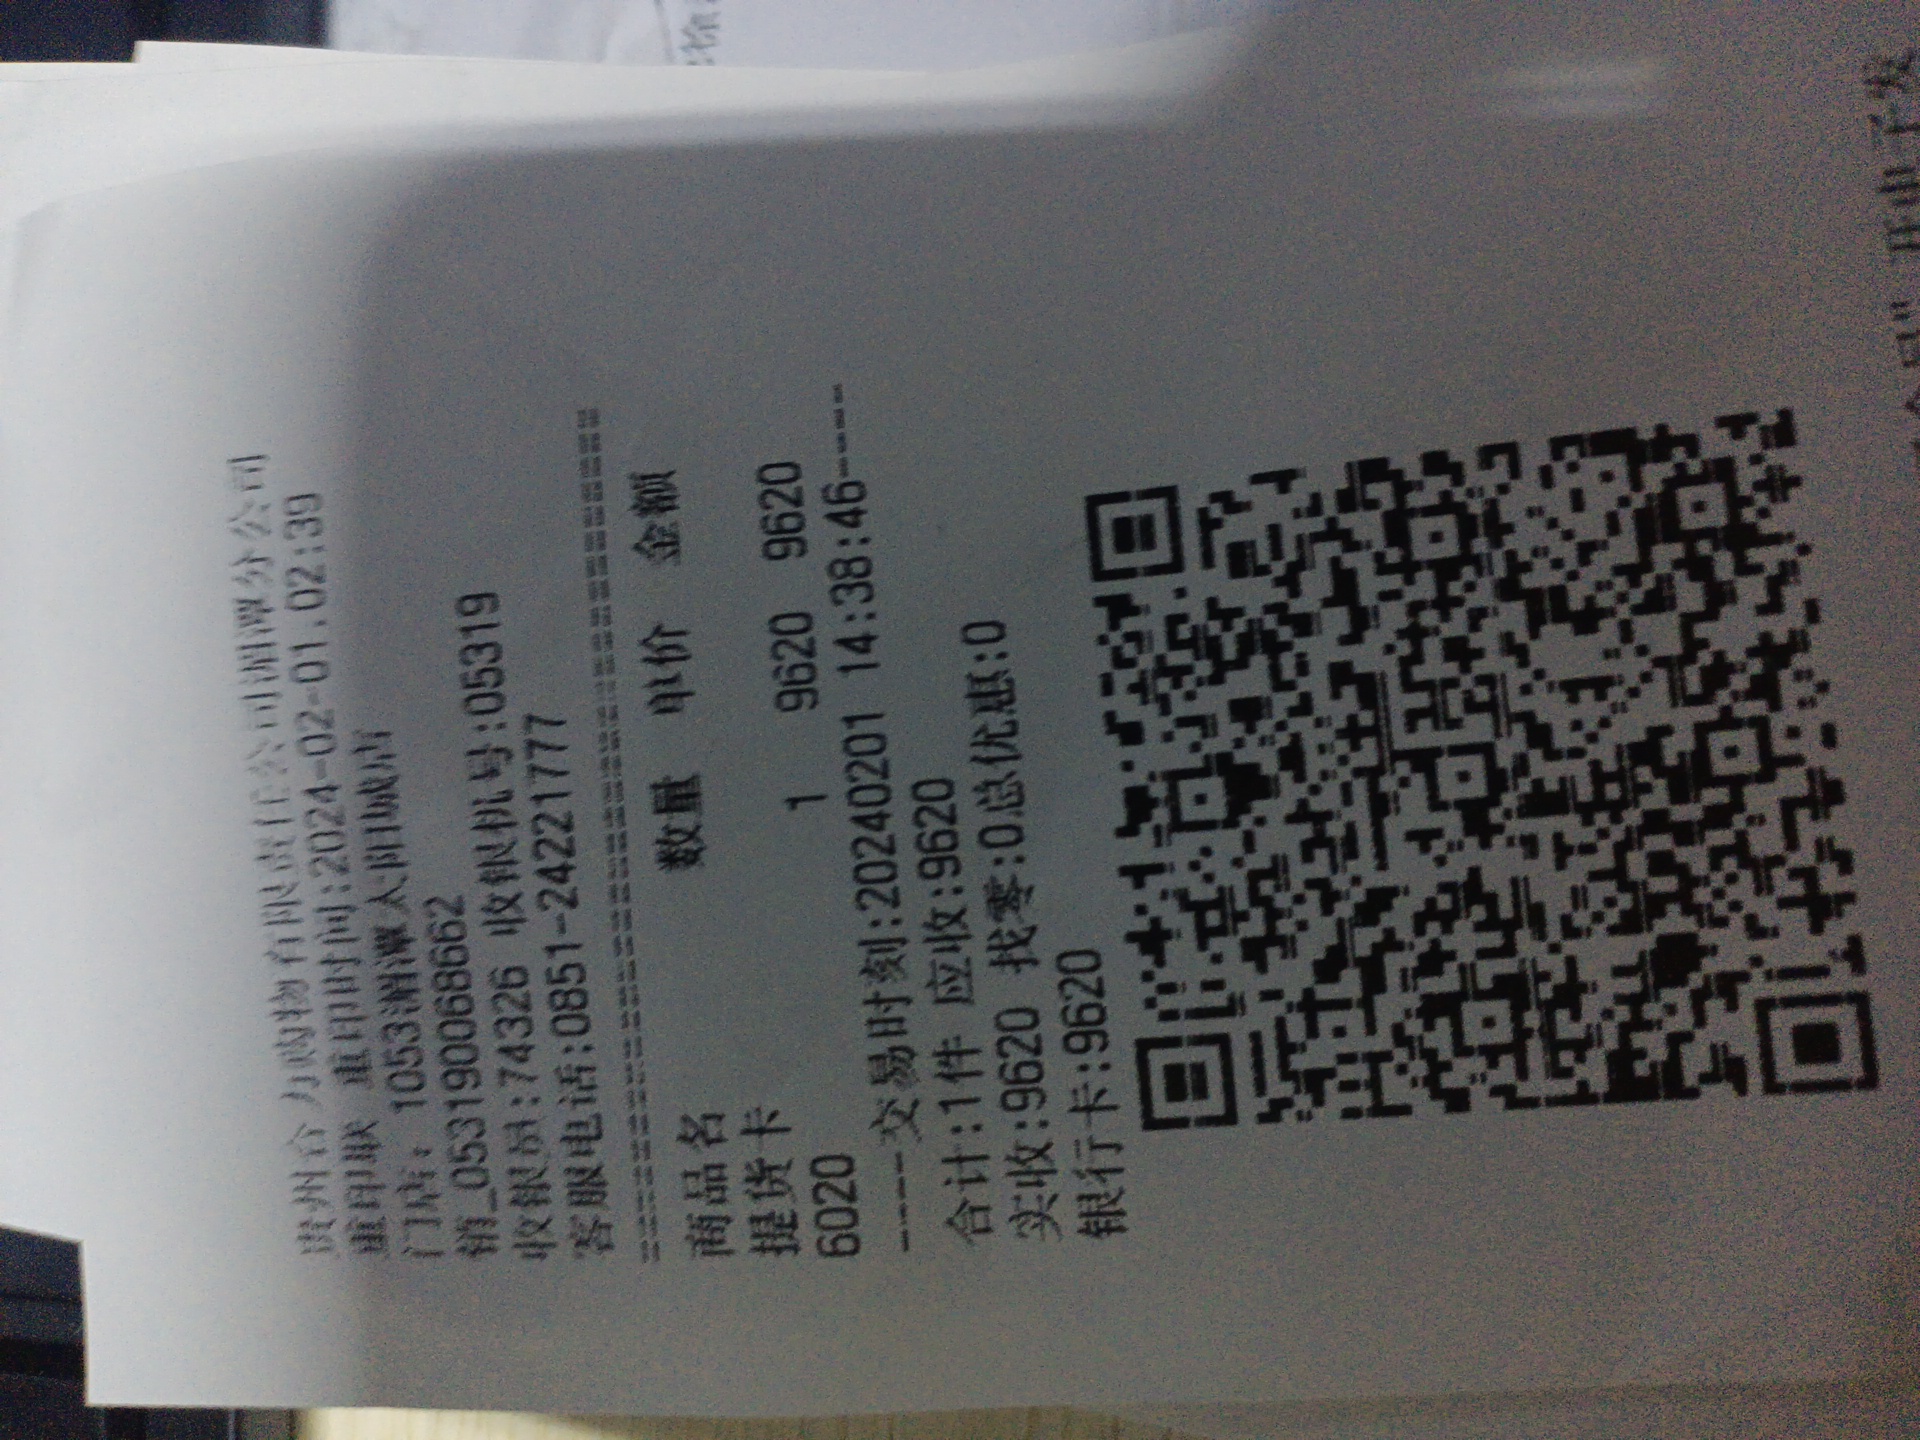 贵州合力购物有限责任公司湄潭分公司
重印联 重印时间:2024-02-01.02:39
门店: 1053湄潭天阳城店
销_053190068662
收银员:74326 收银机号:05319
客服电话:0851-24221777
================================
商品名 数量 单价 金额
提货卡
6020 1 9620 9620
-----交易时刻:20240201 14:38:46-----
合计:1件 应收:9620
实收:9620 找零:0总优惠:0
银行卡:9620